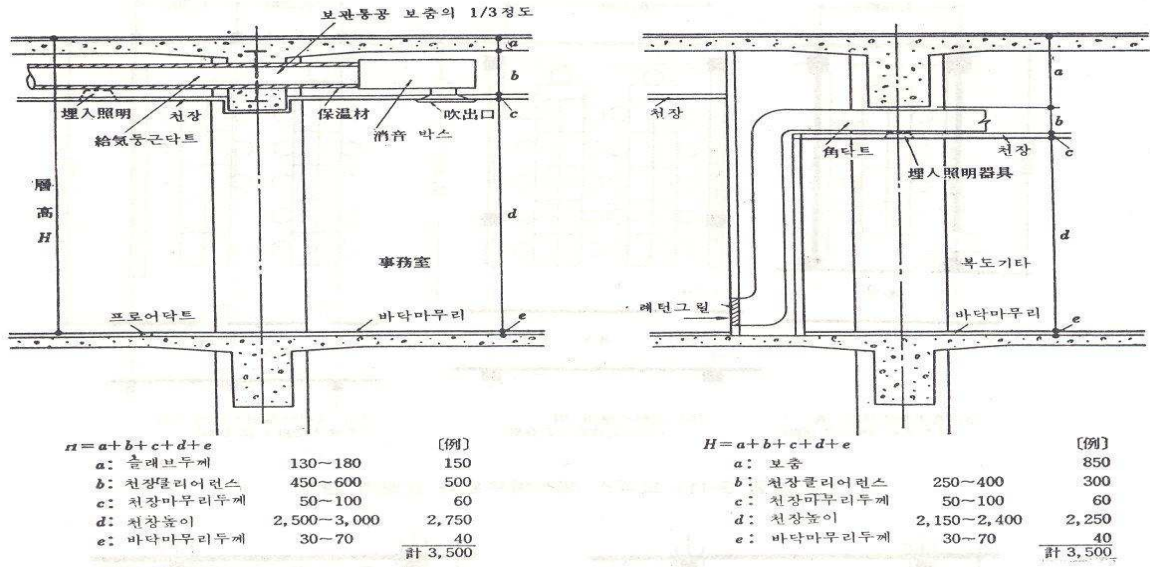 보관통공 보춤의 1/3정도
a
b
c
埋入照明
천장
保温材
吹出口
給気둥근닥트
消音 박스
層高 H
d
事務室
프로어닥트
바닥마무리
e
H=a+b+c+d+e [例]
a: 슬래브두께 130~180 150
b: 천장클리어런스 450~600 500
c: 천장마무리두께 50~100 60
d: 천장높이 2,500~3,000 2,750
e: 바닥마무리두께 30~70 40
計 3,500
a
b
천장
角닥트
천장
c
埋入照明器具
d
복도기타
레턴그릴
바닥마무리
e
H=a+b+c+d+e [例]
a: 보춤 850
b: 천장클리어런스 250~400 300
c: 천장마무리두께 50~100 60
d: 천장높이 2,150~2,400 2,250
e: 바닥마무리두께 30~70 40
計 3,500